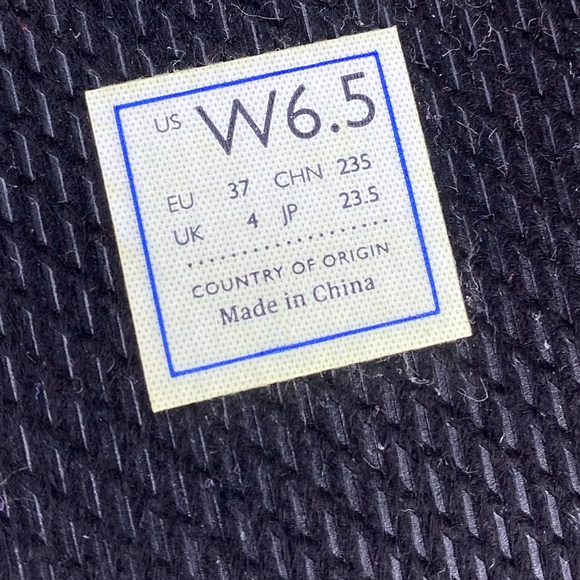 US W6.5
EU 37 CHN 235
UK 4 JP 23.5
COUNTRY OF ORIGIN
Made in China